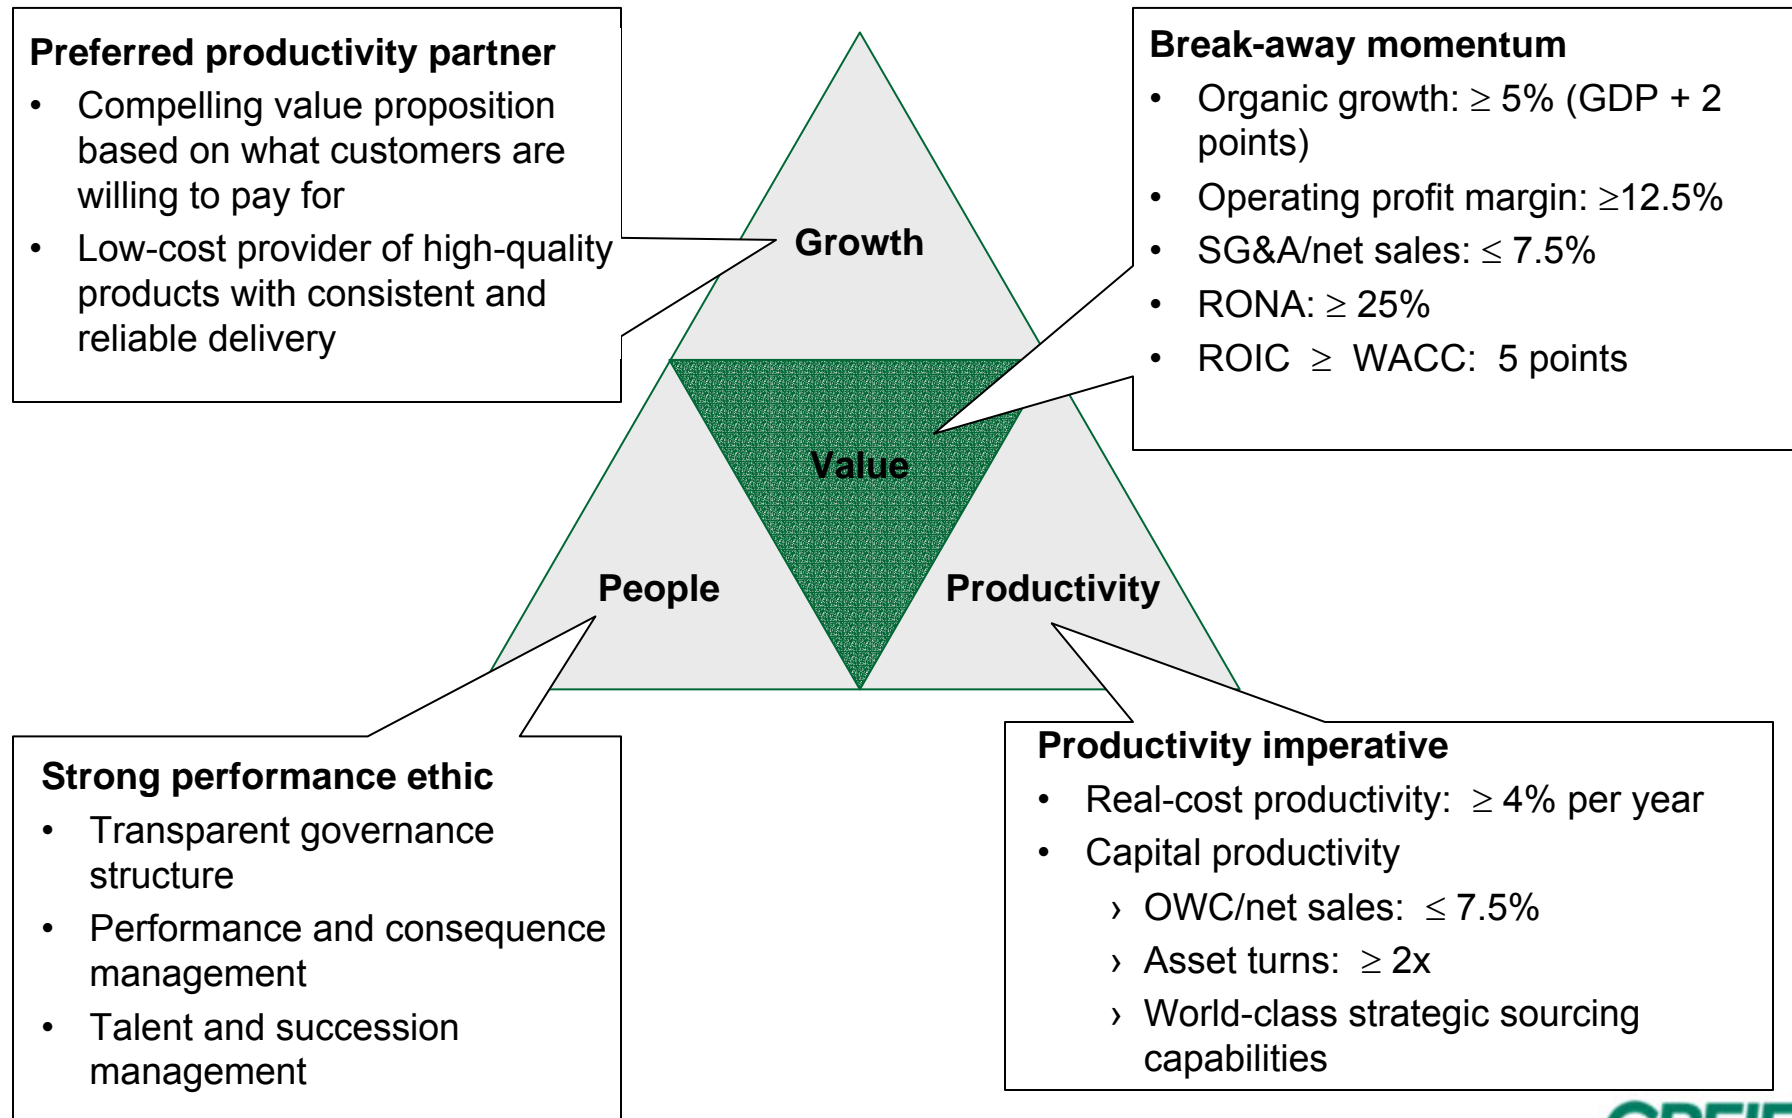 Preferred productivity partner
• Compelling value proposition
based on what customers are
willing to pay for
• Low-cost provider of high-quality
products with consistent and
reliable delivery
Break-away momentum
• Organic growth: ≥ 5% (GDP + 2
points)
• Operating profit margin: ≥12.5%
• SG&A/net sales: ≤ 7.5%
• RONA: ≥ 25%
• ROIC ≥ WACC: 5 points
Growth
Value
People
Productivity
Strong performance ethic
• Transparent governance
structure
• Performance and consequence
management
• Talent and succession
management
Productivity imperative
• Real-cost productivity: ≥ 4% per year
• Capital productivity
› OWC/net sales: ≤ 7.5%
› Asset turns: ≥ 2x
› World-class strategic sourcing
capabilities